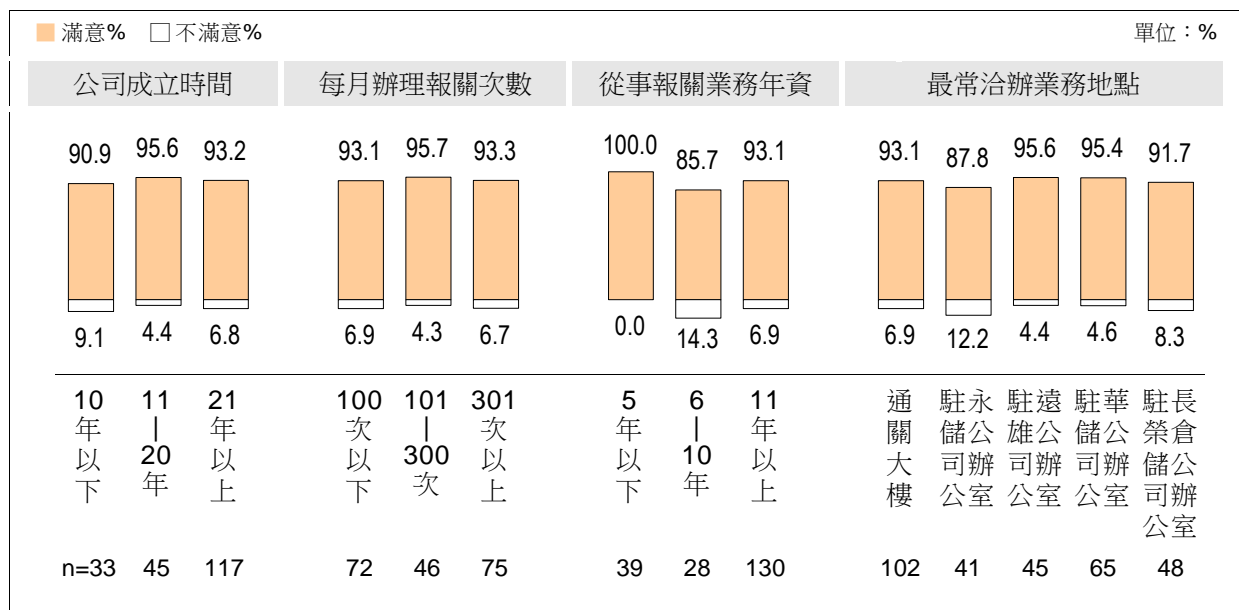 滿意% 不滿意% 單位：%
公司成立時間 每月辦理報關次數 從事報關業務年資 最常洽辦業務地點
90.9 95.6 93.2 93.1 95.7 93.3 100.0 85.7 93.1 93.1 87.8 95.6 95.4 91.7
9.1 4.4 6.8 6.9 4.3 6.7 0.0 14.3 6.9 6.9 12.2 4.4 4.6 8.3
10年以下
11|20年
21年以上
100次以下
101|300次
301次以上
5年以下
6|10年
11年以上
通關大樓
駐永儲公司辦公室
駐遠雄公司辦公室
駐華儲公司辦公室
駐長榮倉儲公司辦公室
n=33 45 117 72 46 75 39 28 130 102 41 45 65 48